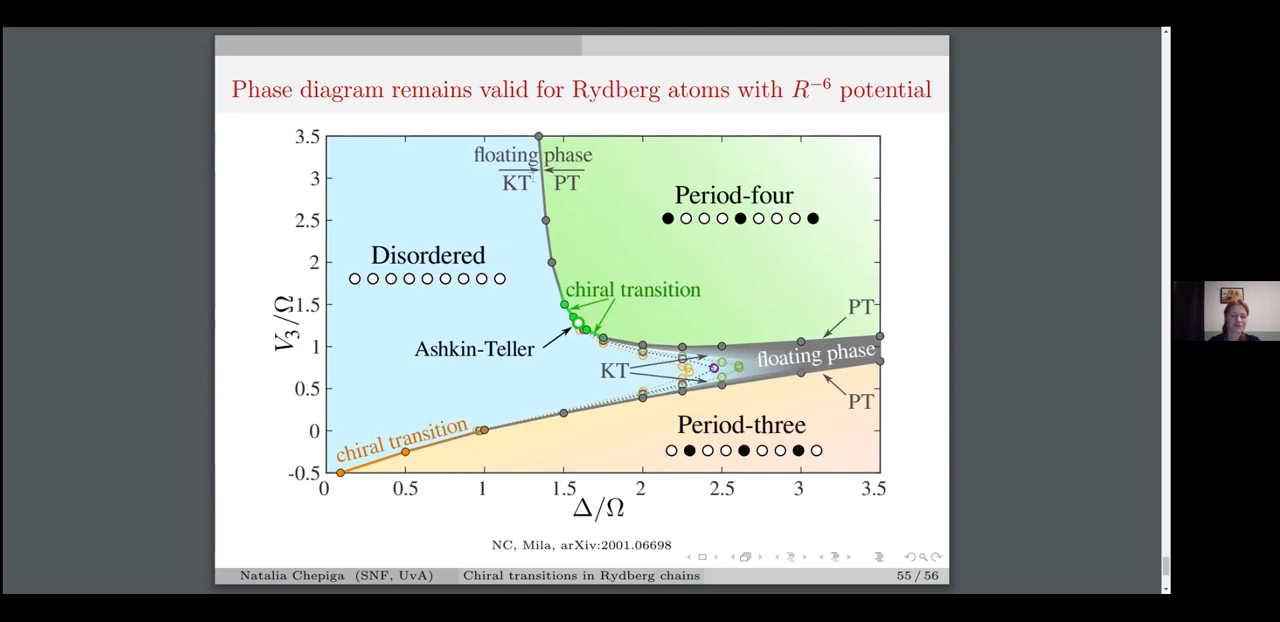 Phase diagram remains valid for Rydberg atoms with R⁻⁶ potential
3.5
3
2.5
2
1.5
1
0.5
0
-0.5
V₃/Ω
floating phase
KT PT
Period-four
Disordered
chiral transition
Ashkin-Teller
PT
floating phase
KT
PT
chiral transition
Period-three
0 0.5 1 1.5 2 2.5 3 3.5
Δ/Ω
NC, Mila, arXiv:2001.06698
Natalia Chepiga (SNF, UvA) Chiral transitions in Rydberg chains 55 / 56